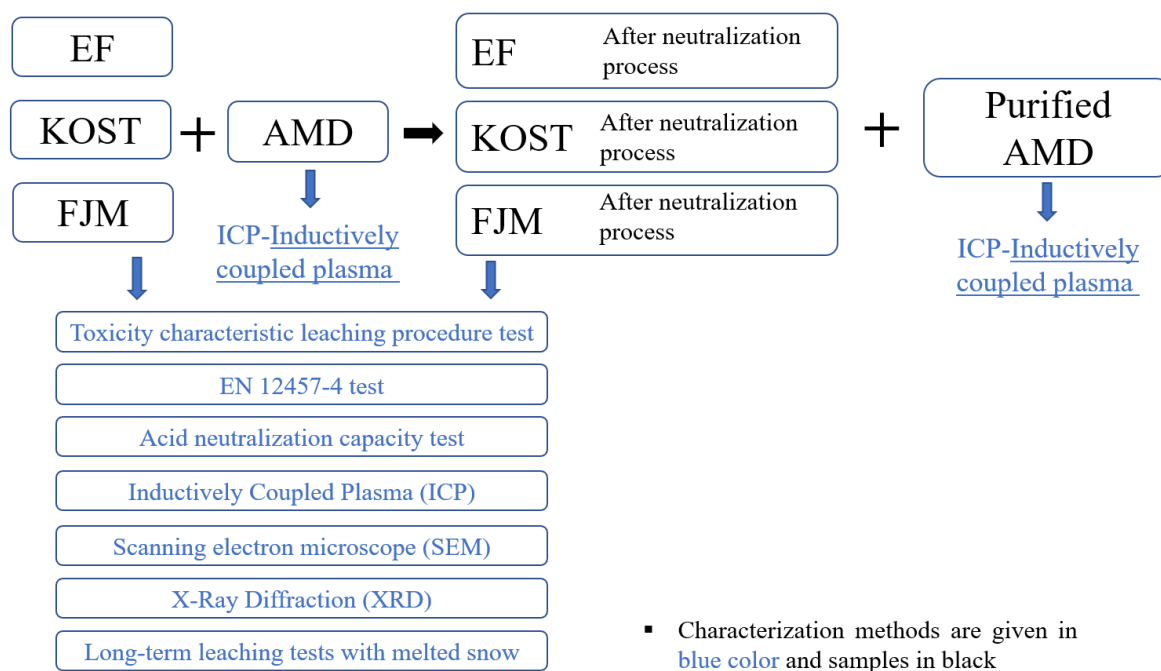 EF
KOST
FJM
+
AMD
ICP-Inductively
coupled plasma
EF
After neutralization
process
KOST
After neutralization
process
FJM
After neutralization
process
+
Purified
AMD
ICP-Inductively
coupled plasma
Toxicity characteristic leaching procedure test
EN 12457-4 test
Acid neutralization capacity test
Inductively Coupled Plasma (ICP)
Scanning electron microscope (SEM)
X-Ray Diffraction (XRD)
Long-term leaching tests with melted snow
▪ Characterization methods are given in
blue color and samples in black